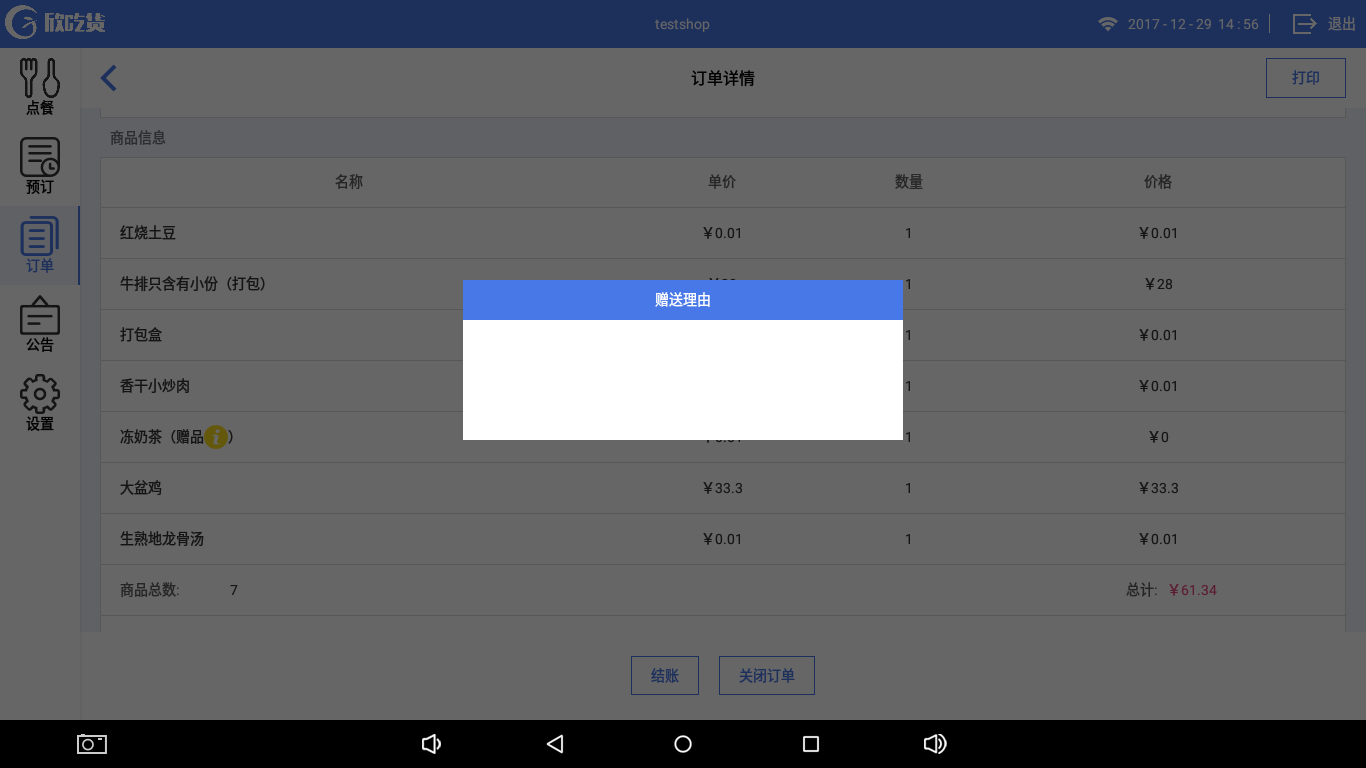 欣吃货
testshop
2017 - 12 - 29 14 : 56
退出
点餐
预订
订单
公告
设置
订单详情
打印
商品信息
名称 单价 数量 价格
红烧土豆 ￥0.01 1 ￥0.01
牛排只含有小份（打包） 1 ￥28
打包盒 1 ￥0.01
香干小炒肉 1 ￥0.01
冻奶茶（赠品i） 1 ￥0
大盆鸡 ￥33.3 1 ￥33.3
生熟地龙骨汤 ￥0.01 1 ￥0.01
商品总数: 7 总计: ￥61.34
赠送理由
结账
关闭订单